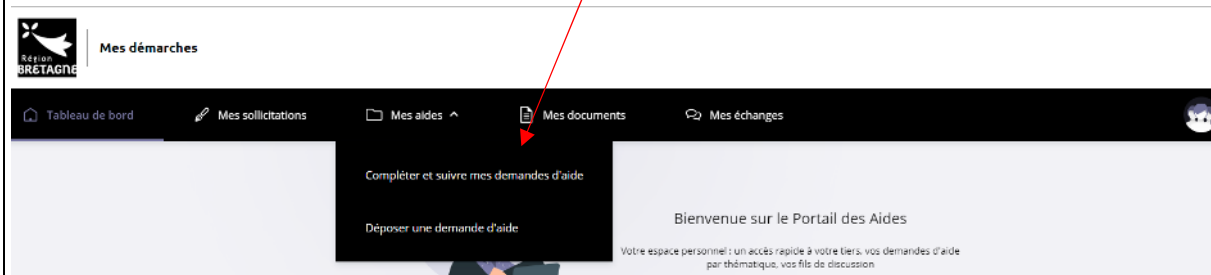 Région
BRETAGNE
Mes démarches
Tableau de bord
Mes sollicitations
Mes aides
Mes documents
Mes échanges
Compléter et suivre mes demandes d'aide
Déposer une demande d'aide
Bienvenue sur le Portail des Aides
Votre espace personnel : un accès rapide à votre tiers, vos demandes d'aide
par thématique, vos fils de discussion